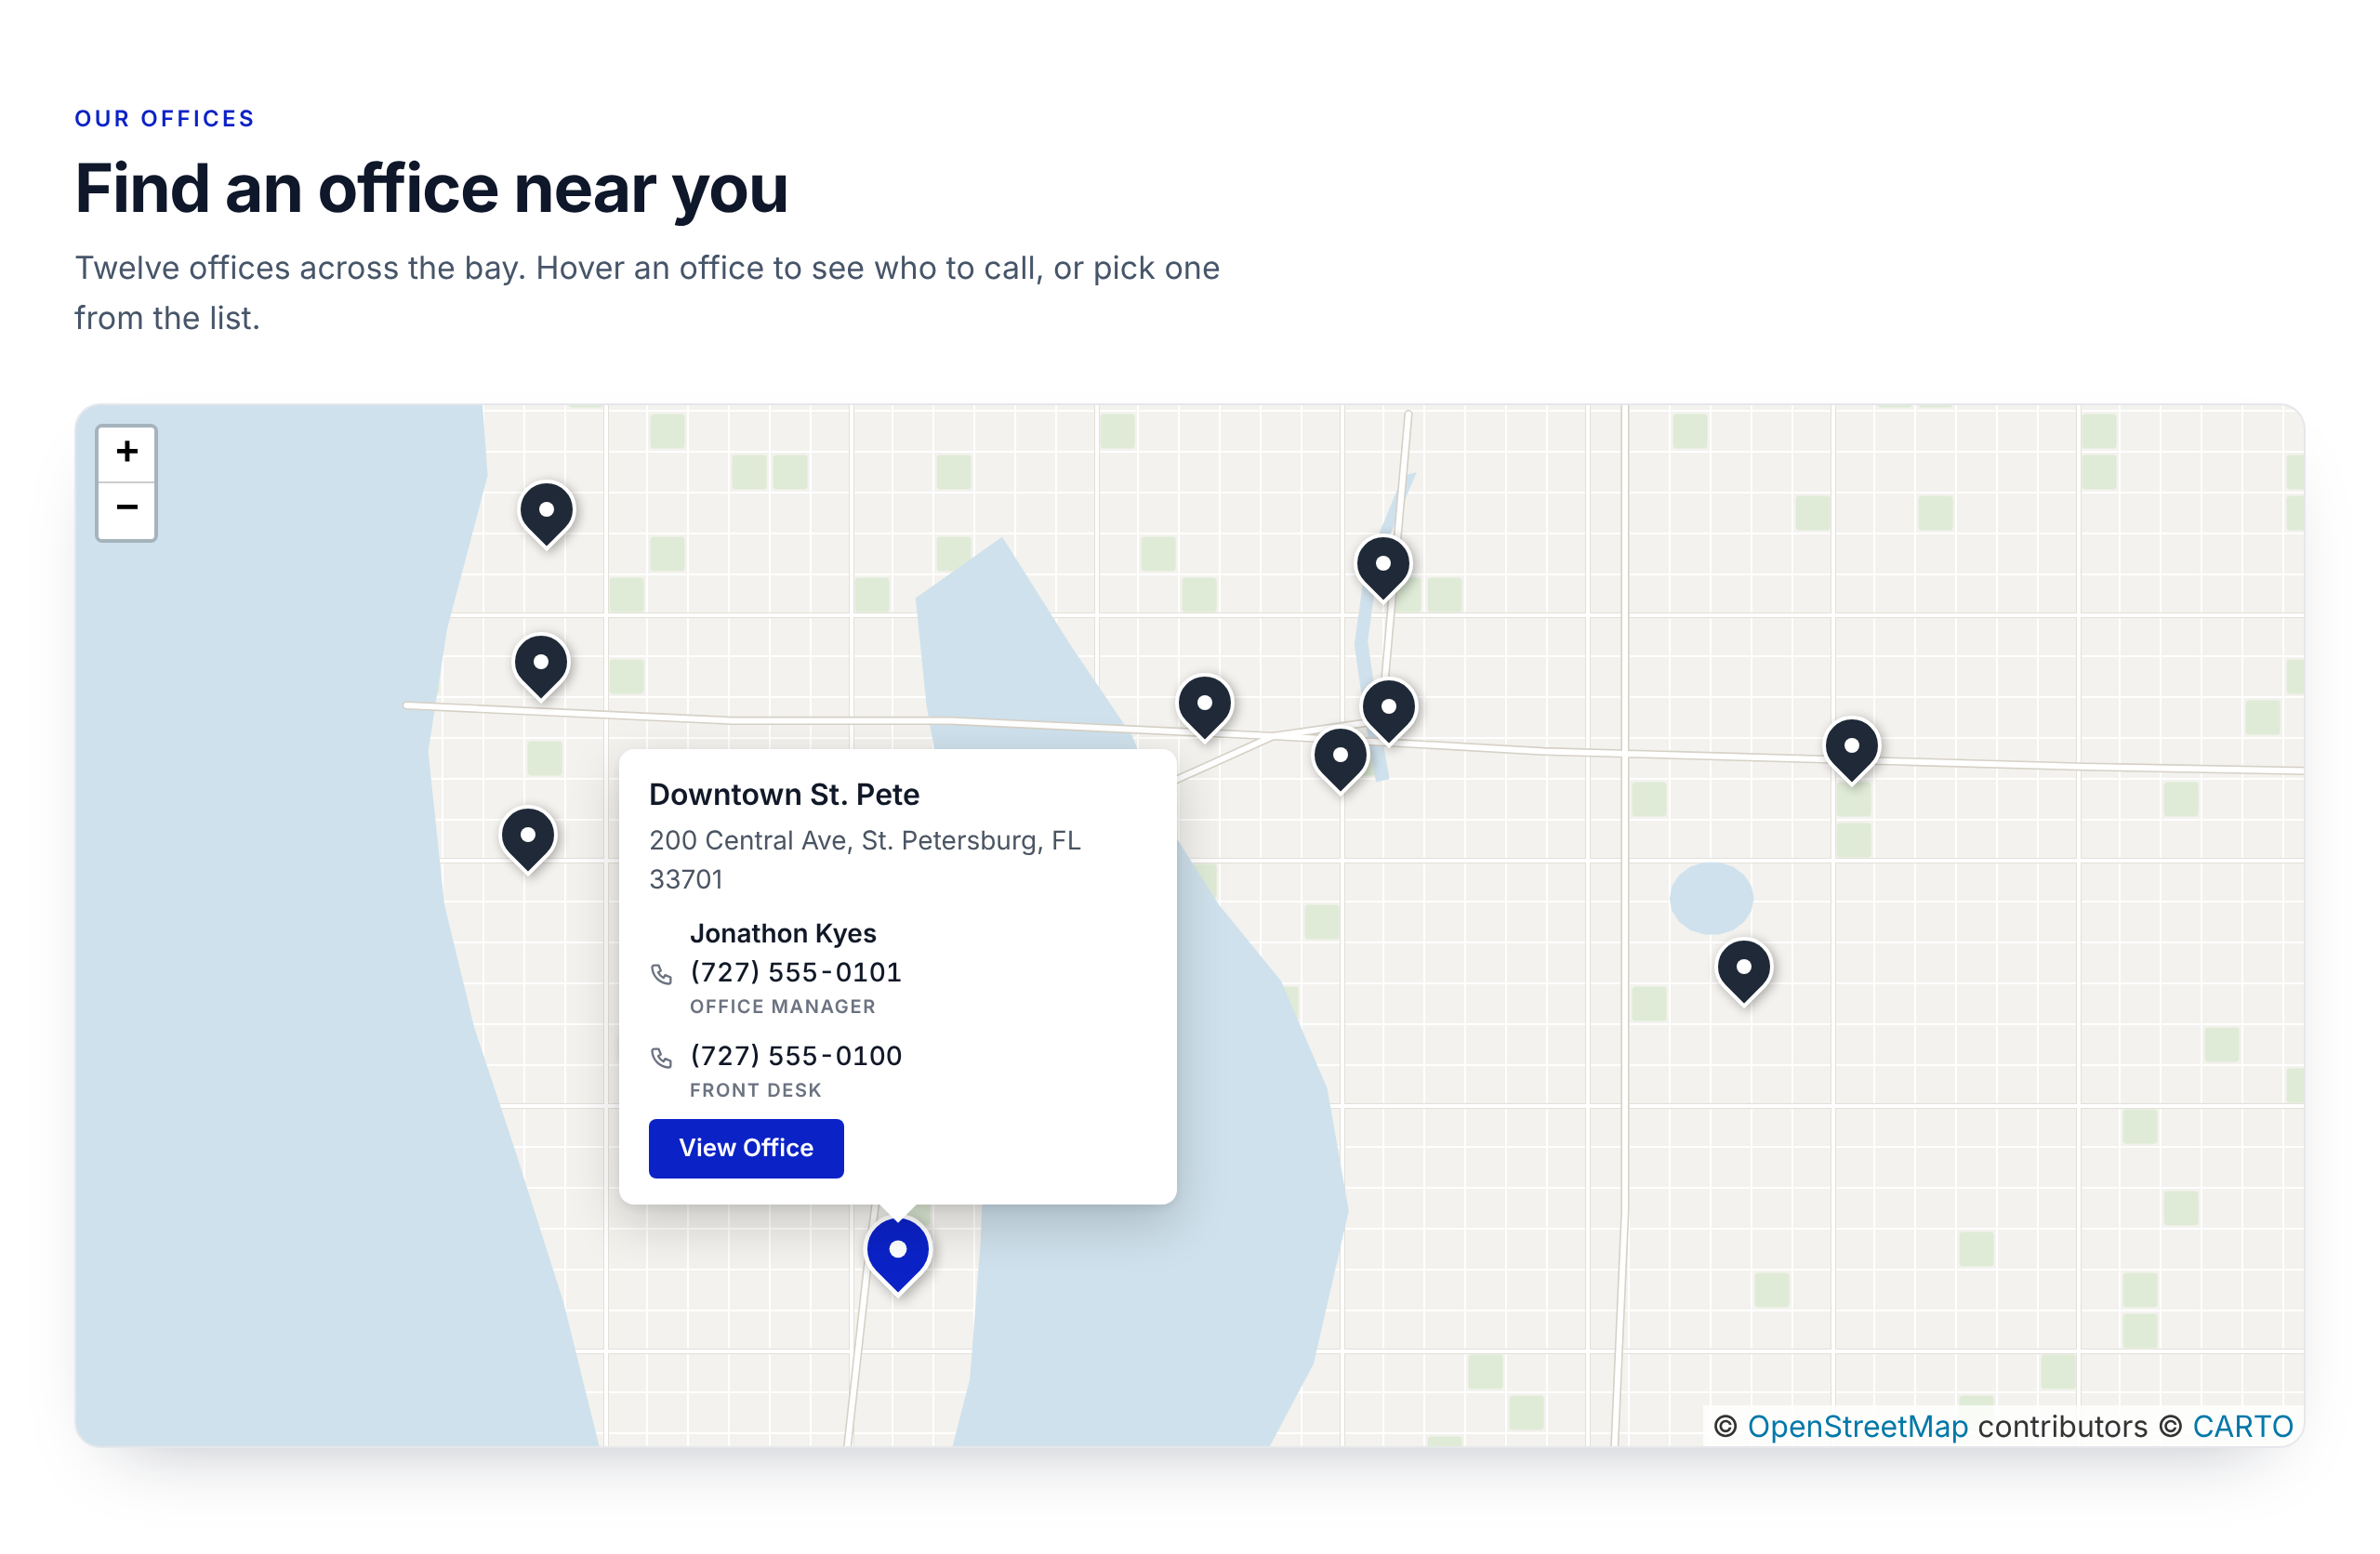 OUR OFFICES
Find an office near you
Twelve offices across the bay. Hover an office to see who to call, or pick one
from the list.
+
−
Downtown St. Pete
200 Central Ave, St. Petersburg, FL
33701
Jonathon Kyes
(727) 555-0101
OFFICE MANAGER
(727) 555-0100
FRONT DESK
View Office
© OpenStreetMap contributors © CARTO